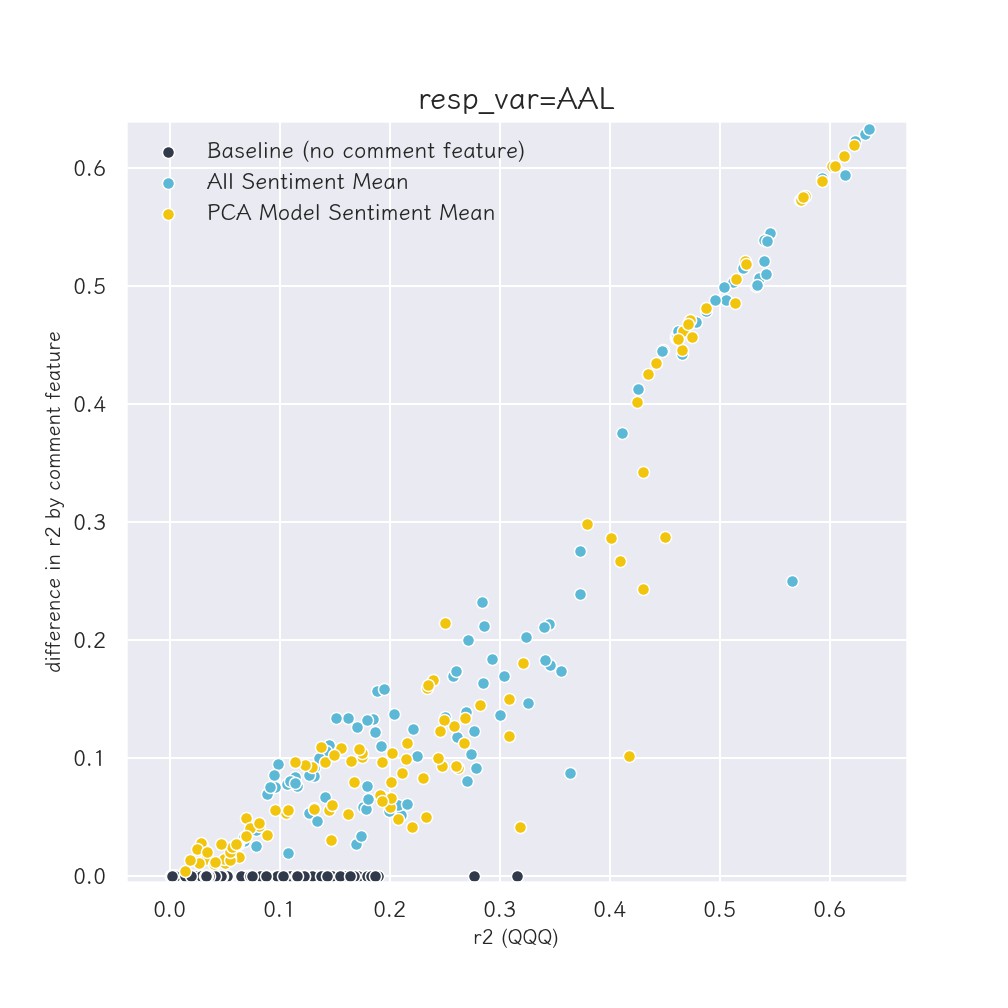 resp_var=AAL
Baseline (no comment feature)
All Sentiment Mean
PCA Model Sentiment Mean
difference in r2 by comment feature
0.6
0.5
0.4
0.3
0.2
0.1
0.0
0.0 0.1 0.2 0.3 0.4 0.5 0.6
r2 (QQQ)